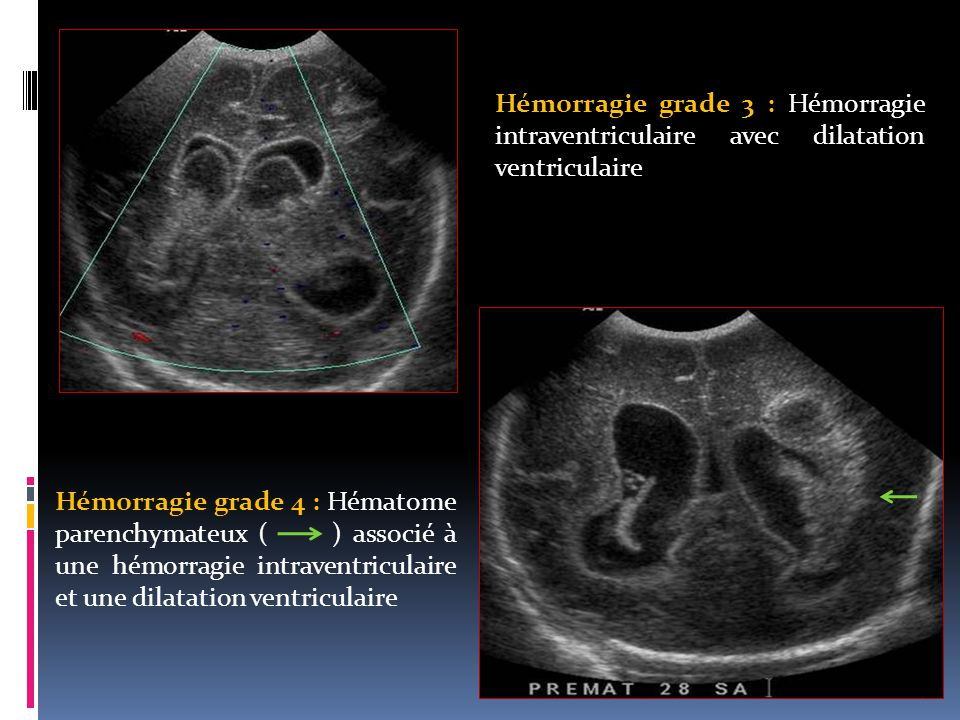 Hémorragie grade 3 : Hémorragie
intraventriculaire avec dilatation
ventriculaire
Hémorragie grade 4 : Hématome
parenchymateux ( ) associé à
une hémorragie intraventriculaire
et une dilatation ventriculaire
PREMAT 28 SA